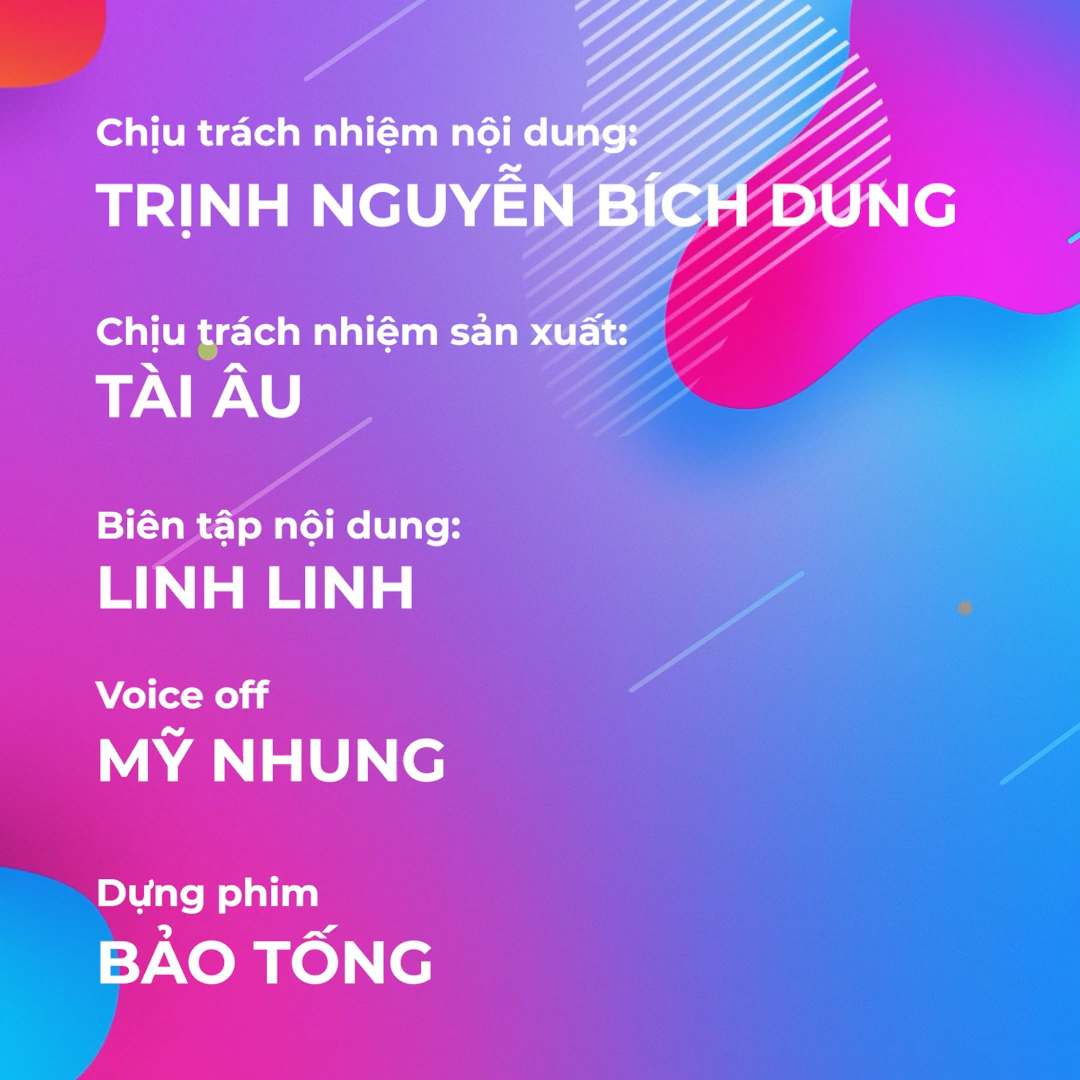 Chịu trách nhiệm nội dung:
TRỊNH NGUYỄN BÍCH DUNG
Chịu trách nhiệm sản xuất:
TÀI ÂU
Biên tập nội dung:
LINH LINH
Voice off
MỸ NHUNG
Dựng phim
BẢO TỐNG